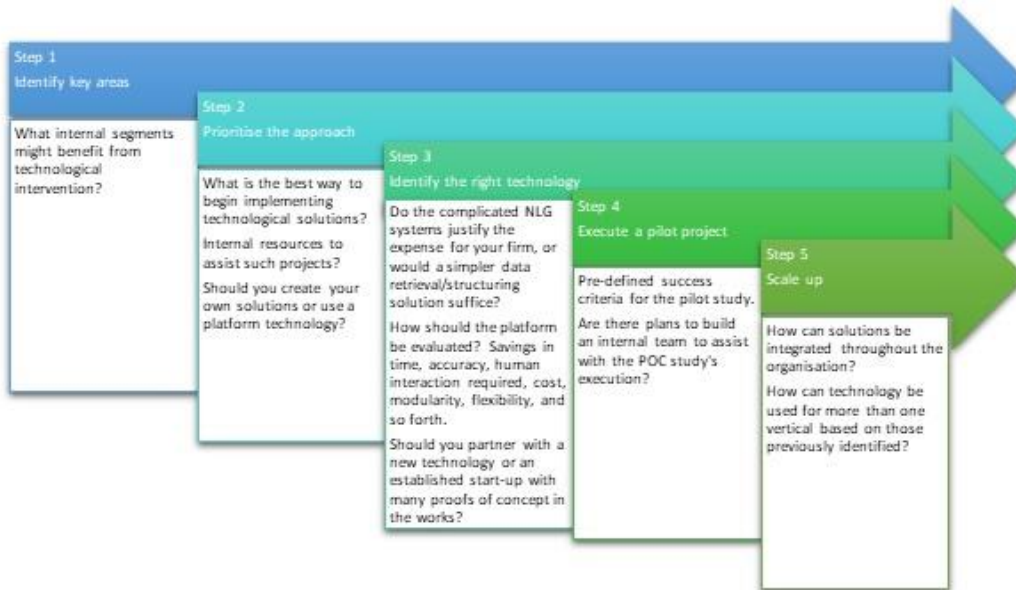 Step 1
Identify key areas
What internal segments
might benefit from
technological
intervention?
Step 2
Prioritise the approach
What is the best way to
begin implementing
technological solutions?
Internal resources to
assist such projects?
Should you create your
own solutions or use a
platform technology?
Step 3
Identify the right technology
Do the complicated NLG
systems justify the
expense for your firm, or
would a simpler data
retrieval/structuring
solution suffice?
How should the platform
be evaluated? Savings in
time, accuracy, human
interaction required, cost,
modularity, flexibility, and
so forth.
Should you partner with a
new technology or an
established start-up with
many proofs of concept in
the works?
Step 4
Execute a pilot project
Pre-defined success
criteria for the pilot study.
Are there plans to build
an internal team to assist
with the POC study's
execution?
Step 5
Scale up
How can solutions be
integrated throughout the
organisation?
How can technology be
used for more than one
vertical based on those
previously identified?